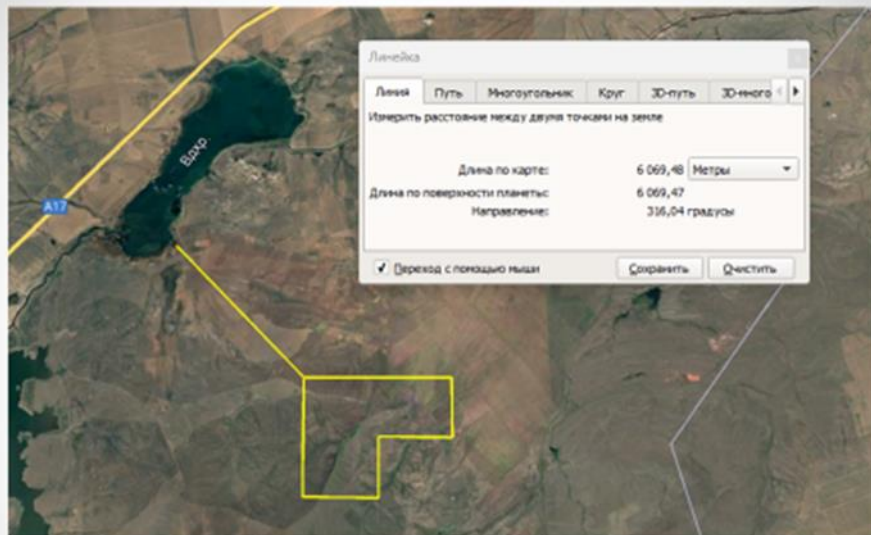 Линейка
Линия Путь Многоугольник Круг 3D-путь 3D-много
Измерить расстояние между двумя точками на земле
Длина по карте: 6 069,48 Метры
Длина по поверхности планеты: 6 069,47
Направление: 316,04 градусы
Переход с помощью мыши Сохранить Очистить
Вдхр.
A17